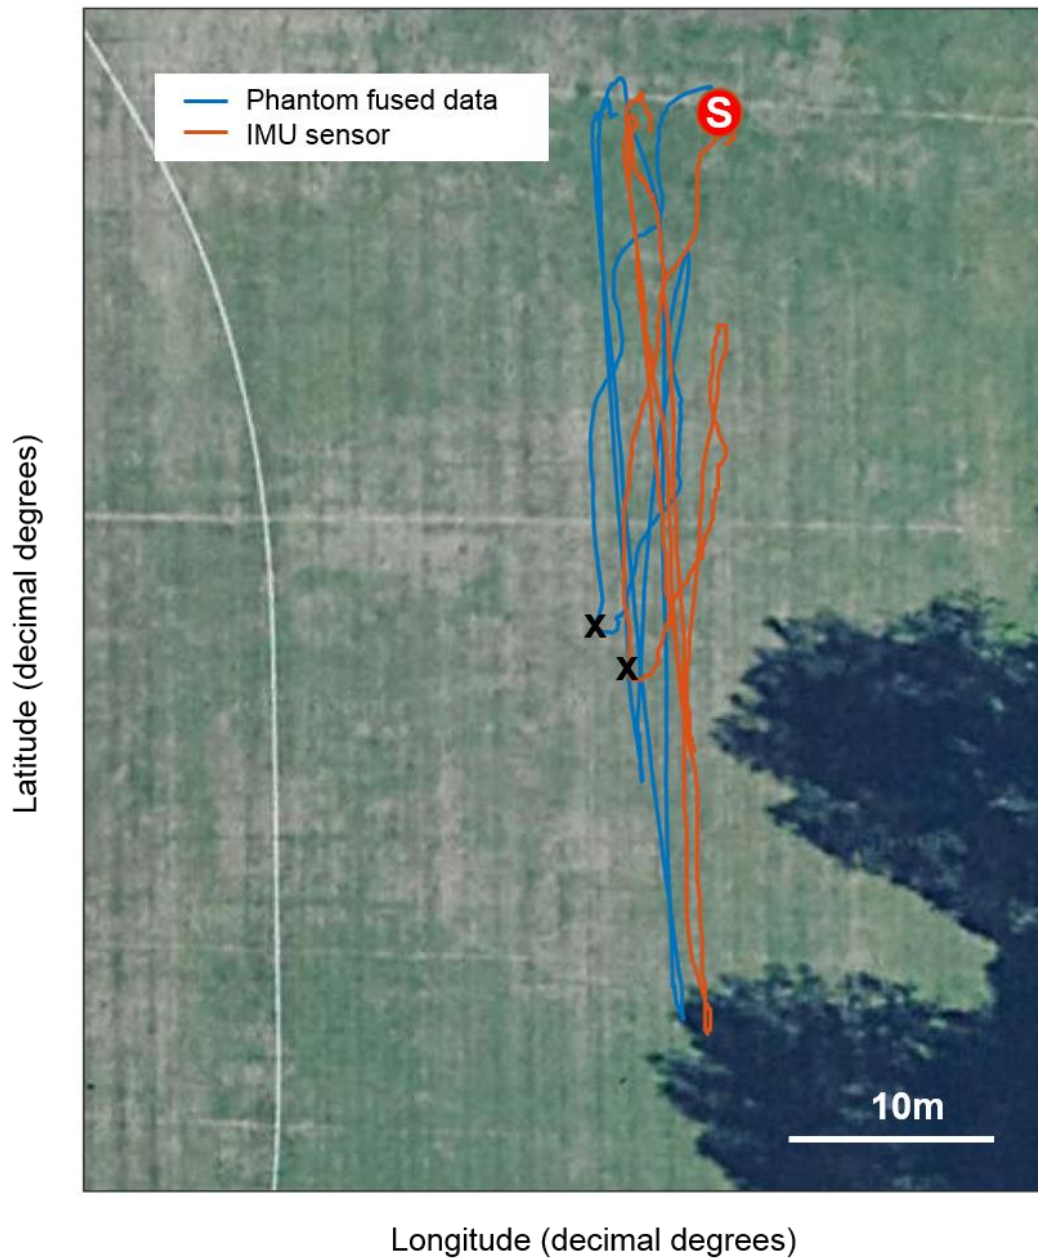 Phantom fused data
IMU sensor
S
Latitude (decimal degrees)
X
X
10m
Longitude (decimal degrees)